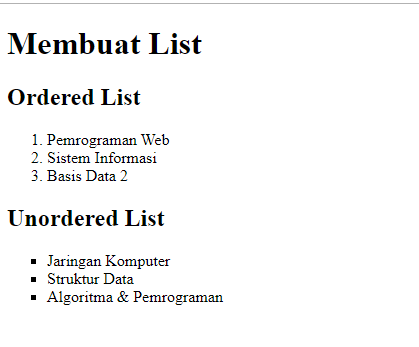 Membuat List
Ordered List
1. Pemrograman Web
2. Sistem Informasi
3. Basis Data 2
Unordered List
▪ Jaringan Komputer
▪ Struktur Data
▪ Algoritma & Pemrograman